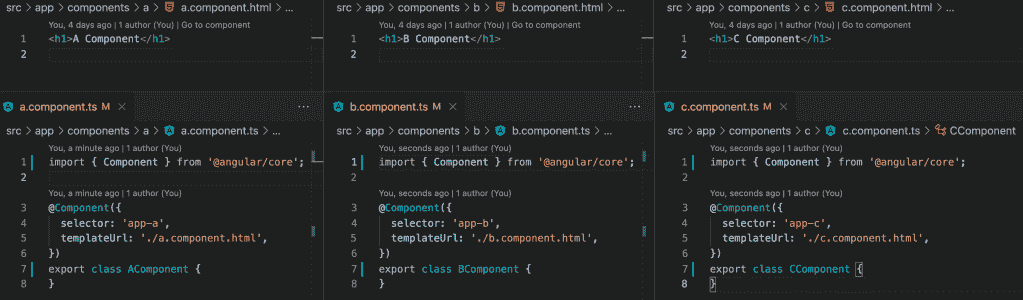 src > app > components > a > a.component.html > ...
You, 4 days ago | 1 author (You) | Go to component
1 <h1>A Component</h1>
2
src > app > components > b > b.component.html > ...
You, 4 days ago | 1 author (You) | Go to component
1 <h1>B Component</h1>
2
src > app > components > c > c.component.html > ...
You, 4 days ago | 1 author (You) | Go to component
1 <h1>C Component</h1>
2
a.component.ts M × ...
src > app > components > a > a.component.ts > ...
You, a minute ago | 1 author (You)
1 import { Component } from '@angular/core';
2
You, a minute ago | 1 author (You)
3 @Component({
4 selector: 'app-a',
5 templateUrl: './a.component.html',
6 })
7 export class AComponent {
8 }
b.component.ts M × ...
src > app > components > b > b.component.ts > ...
You, seconds ago | 1 author (You)
1 import { Component } from '@angular/core';
2
You, seconds ago | 1 author (You)
3 @Component({
4 selector: 'app-b',
5 templateUrl: './b.component.html',
6 })
7 export class BComponent {
8 }
c.component.ts M ×
src > app > components > c > c.component.ts > CComponent
You, seconds ago | 1 author (You)
1 import { Component } from '@angular/core';
2
You, seconds ago | 1 author (You)
3 @Component({
4 selector: 'app-c',
5 templateUrl: './c.component.html',
6 })
7 export class CComponent {
8 }